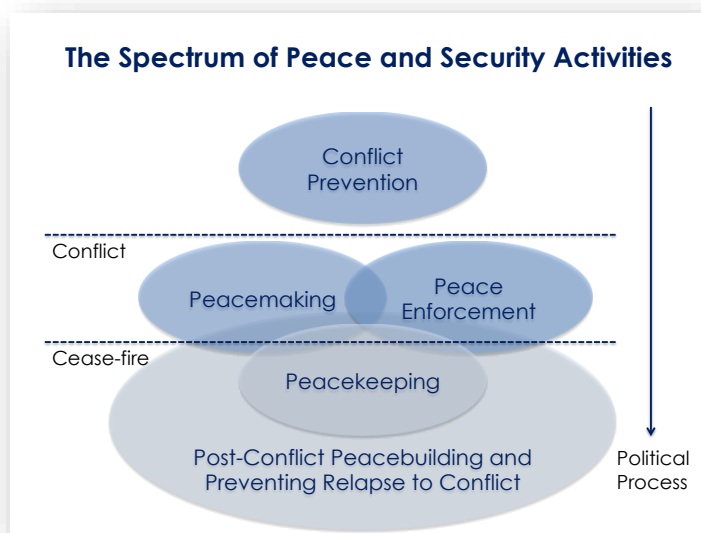 The Spectrum of Peace and Security Activities
Conflict
Prevention
Conflict
Peacemaking
Peace
Enforcement
Cease-fire
Peacekeeping
Post-Conflict Peacebuilding and
Preventing Relapse to Conflict
Political
Process